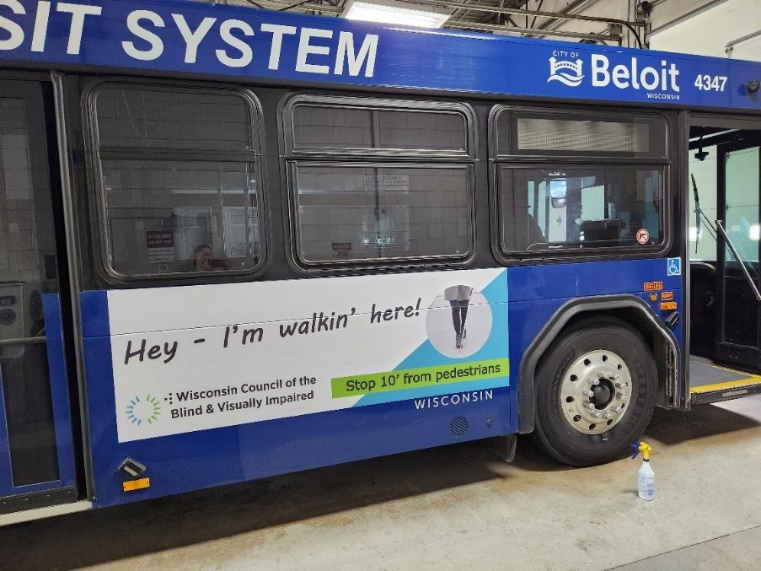 SIT SYSTEM
CITY OF
Beloit
WISCONSIN
4347
Hey - I'm walkin' here!
Wisconsin Council of the
Blind & Visually Impaired
Stop 10' from pedestrians
WISCONSIN